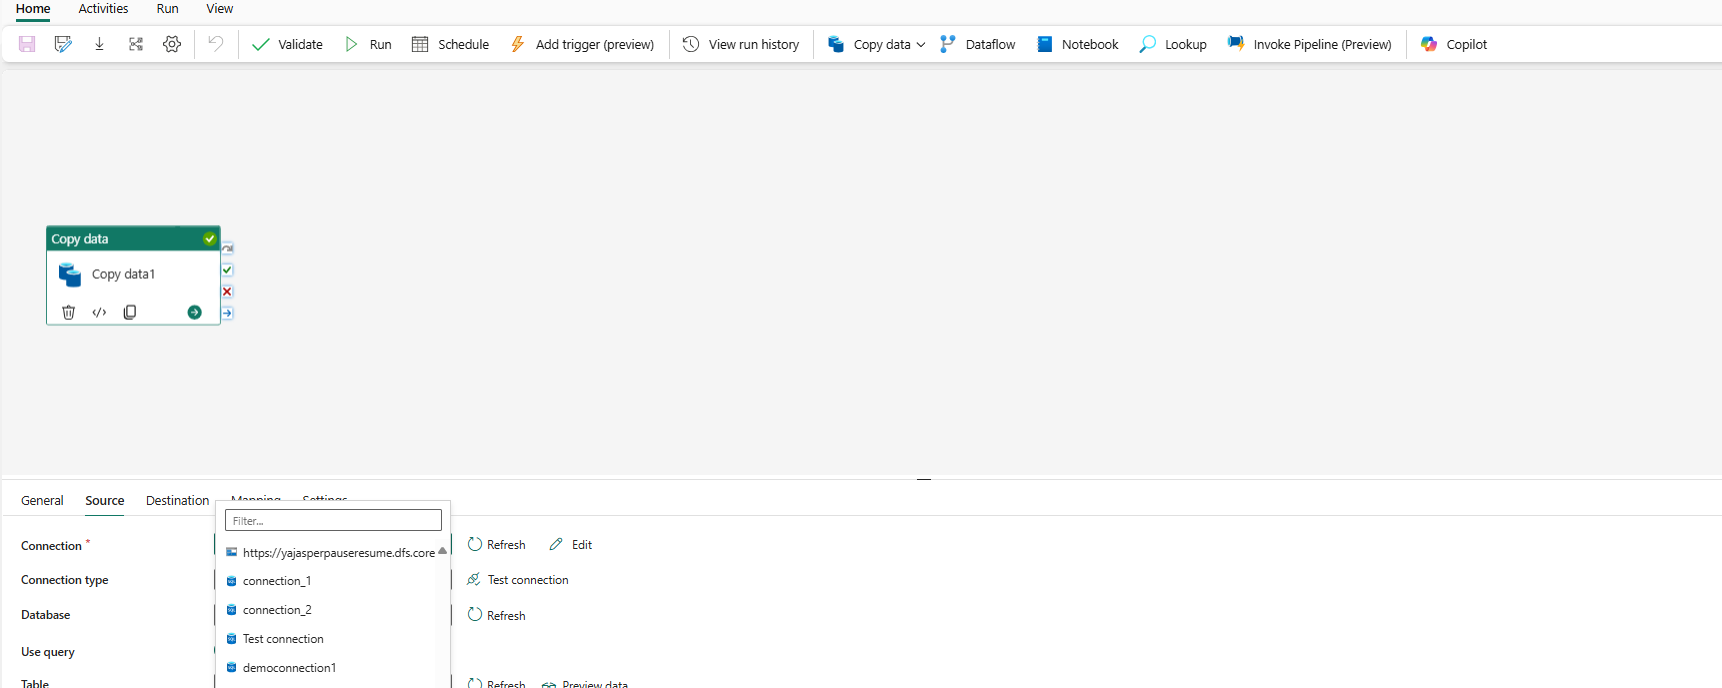 Home Activities Run View
Validate Run Schedule Add trigger (preview) View run history Copy data Dataflow Notebook Lookup Invoke Pipeline (Preview) Copilot
Copy data
Copy data1
General Source Destination Mapping Settings
Filter...
Connection * Refresh Edit
https://yajasperpauseresume.dfs.core
Connection type Test connection
connection_1
Database Refresh
connection_2
Test connection
Use query
democonnection1
Table Refresh Preview data